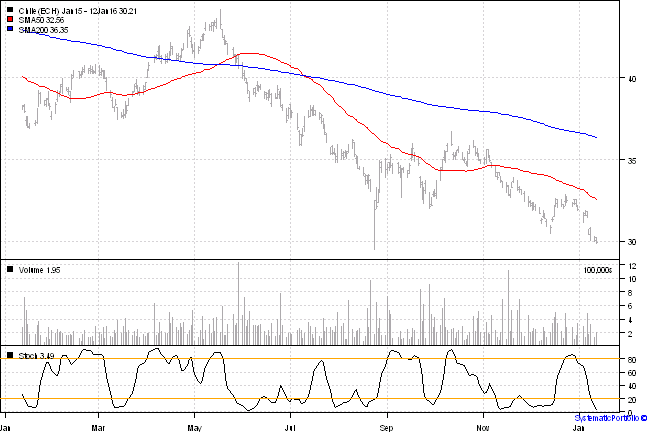 Chile (ECH) Jan15 - 12Jan16 30.21
SMA50 32.56
SMA200 36.35
40
35
30
Volume 1.95
100,000s
12
10
8
6
4
2
Stoch 3.49
80
60
40
20
0
Jan Mar May Jul Sep Nov Jan
SystematicPortfolio ©